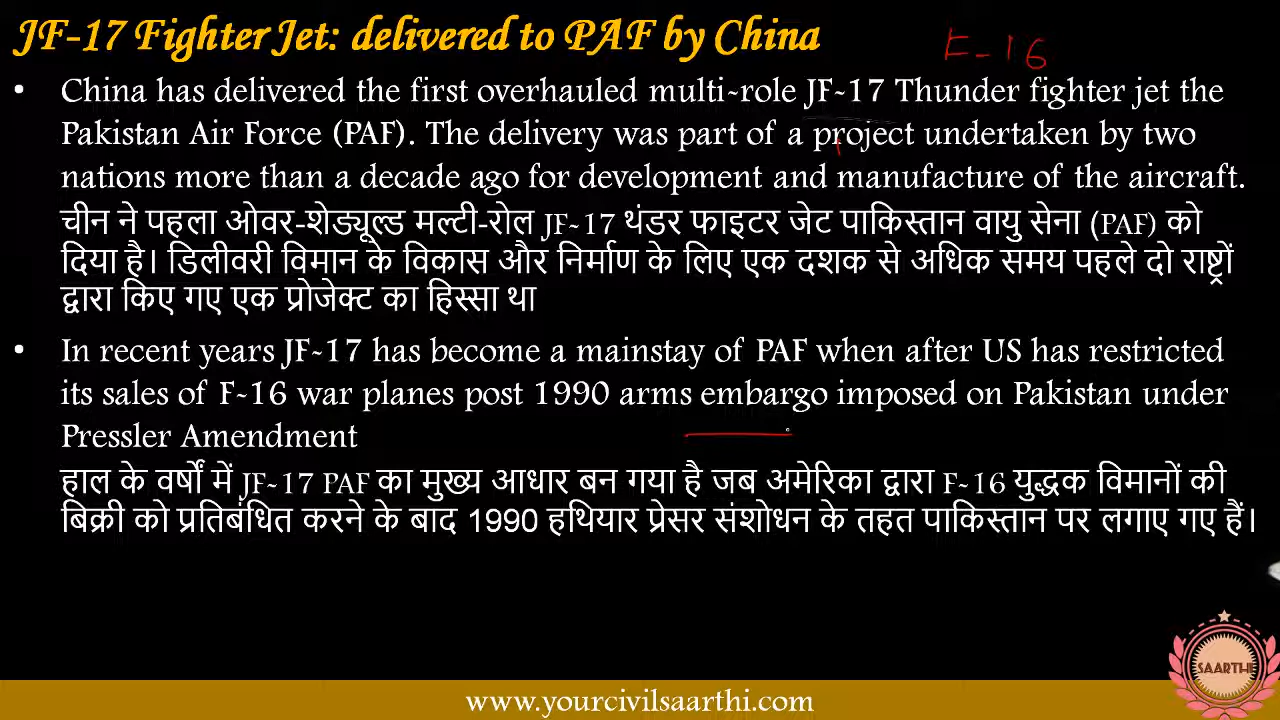 JF-17 Fighter Jet: delivered to PAF by China
F-16
• China has delivered the first overhauled multi-role JF-17 Thunder fighter jet the
Pakistan Air Force (PAF). The delivery was part of a project undertaken by two
nations more than a decade ago for development and manufacture of the aircraft.
चीन ने पहला ओवर-शेड्यूल्ड मल्टी-रोल JF-17 थंडर फाइटर जेट पाकिस्तान वायु सेना (PAF) को
दिया है। डिलीवरी विमान के विकास और निर्माण के लिए एक दशक से अधिक समय पहले दो राष्ट्रों
द्वारा किए गए एक प्रोजेक्ट का हिस्सा था
• In recent years JF-17 has become a mainstay of PAF when after US has restricted
its sales of F-16 war planes post 1990 arms embargo imposed on Pakistan under
Pressler Amendment
हाल के वर्षों में JF-17 PAF का मुख्य आधार बन गया है जब अमेरिका द्वारा F-16 युद्धक विमानों की
बिक्री को प्रतिबंधित करने के बाद 1990 हथियार प्रेसर संशोधन के तहत पाकिस्तान पर लगाए गए हैं।
SAARTHI
www.yourcivilsaarthi.com